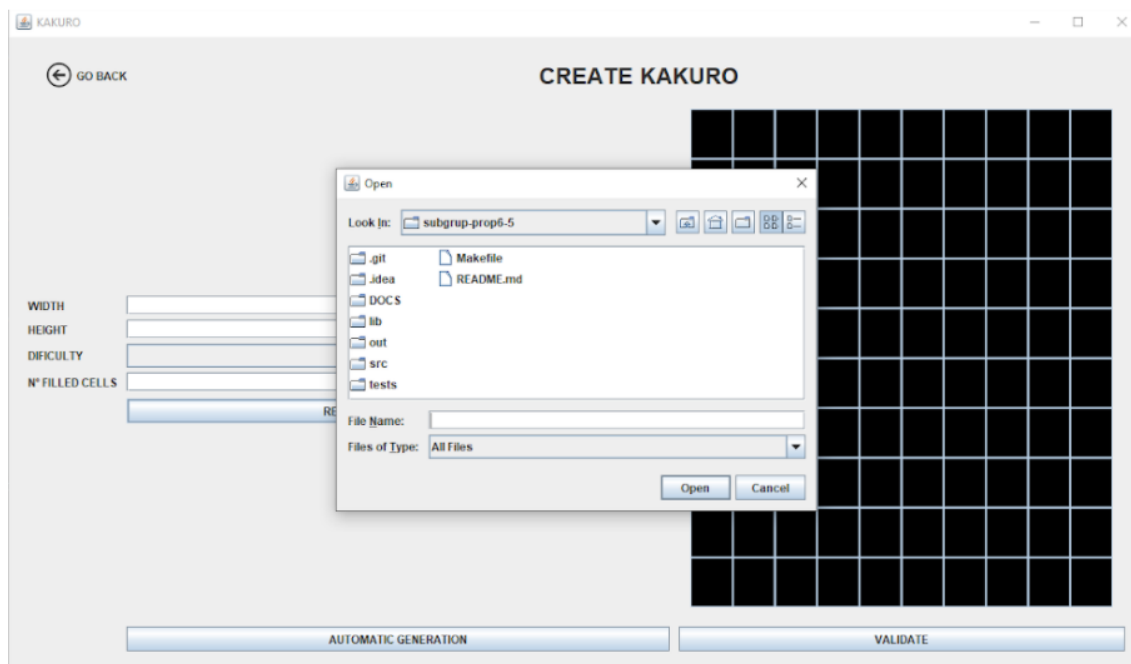 KAKURO
GO BACK
CREATE KAKURO
Open
Look In: subgrup-prop6-5
.git
Makefile
.idea
README.md
DOCS
lib
out
src
tests
File Name:
Files of Type: All Files
Open Cancel
WIDTH
HEIGHT
DIFICULTY
Nº FILLED CELLS
RE
AUTOMATIC GENERATION
VALIDATE